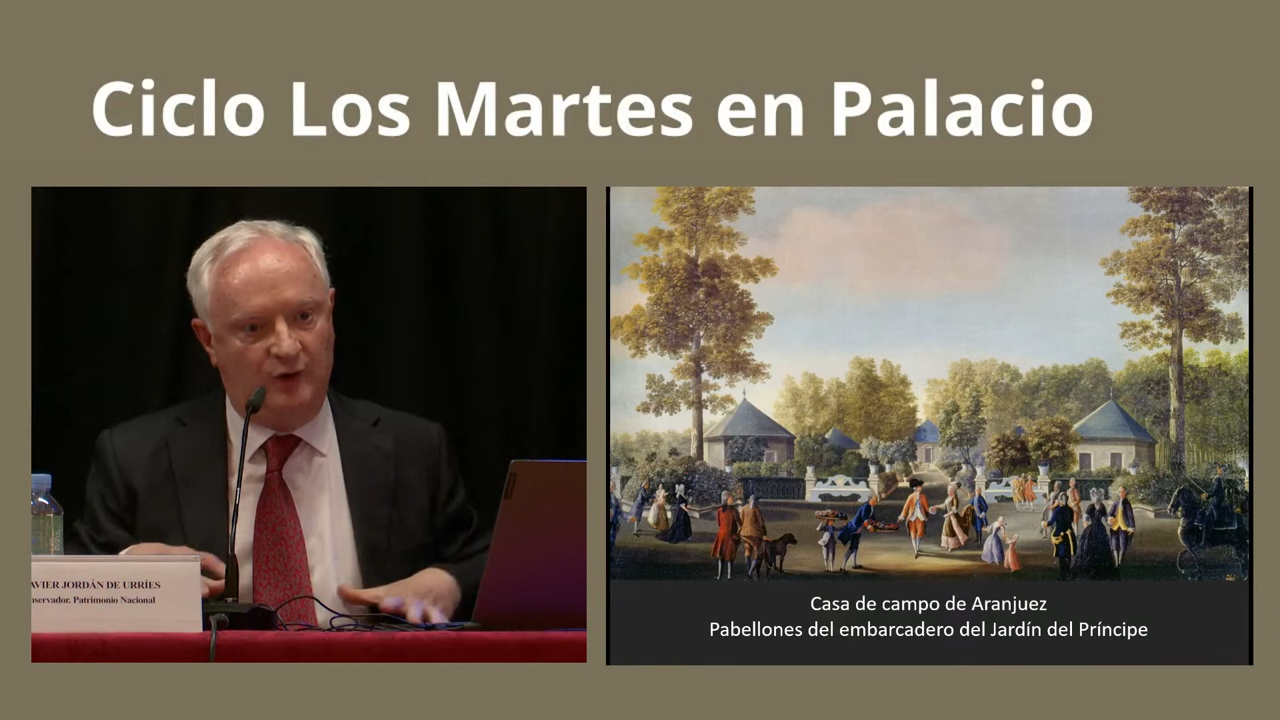 Ciclo Los Martes en Palacio
AVIER JORDÁN DE URRÍES
nservador. Patrimonio Nacional
Casa de campo de Aranjuez
Pabellones del embarcadero del Jardín del Príncipe